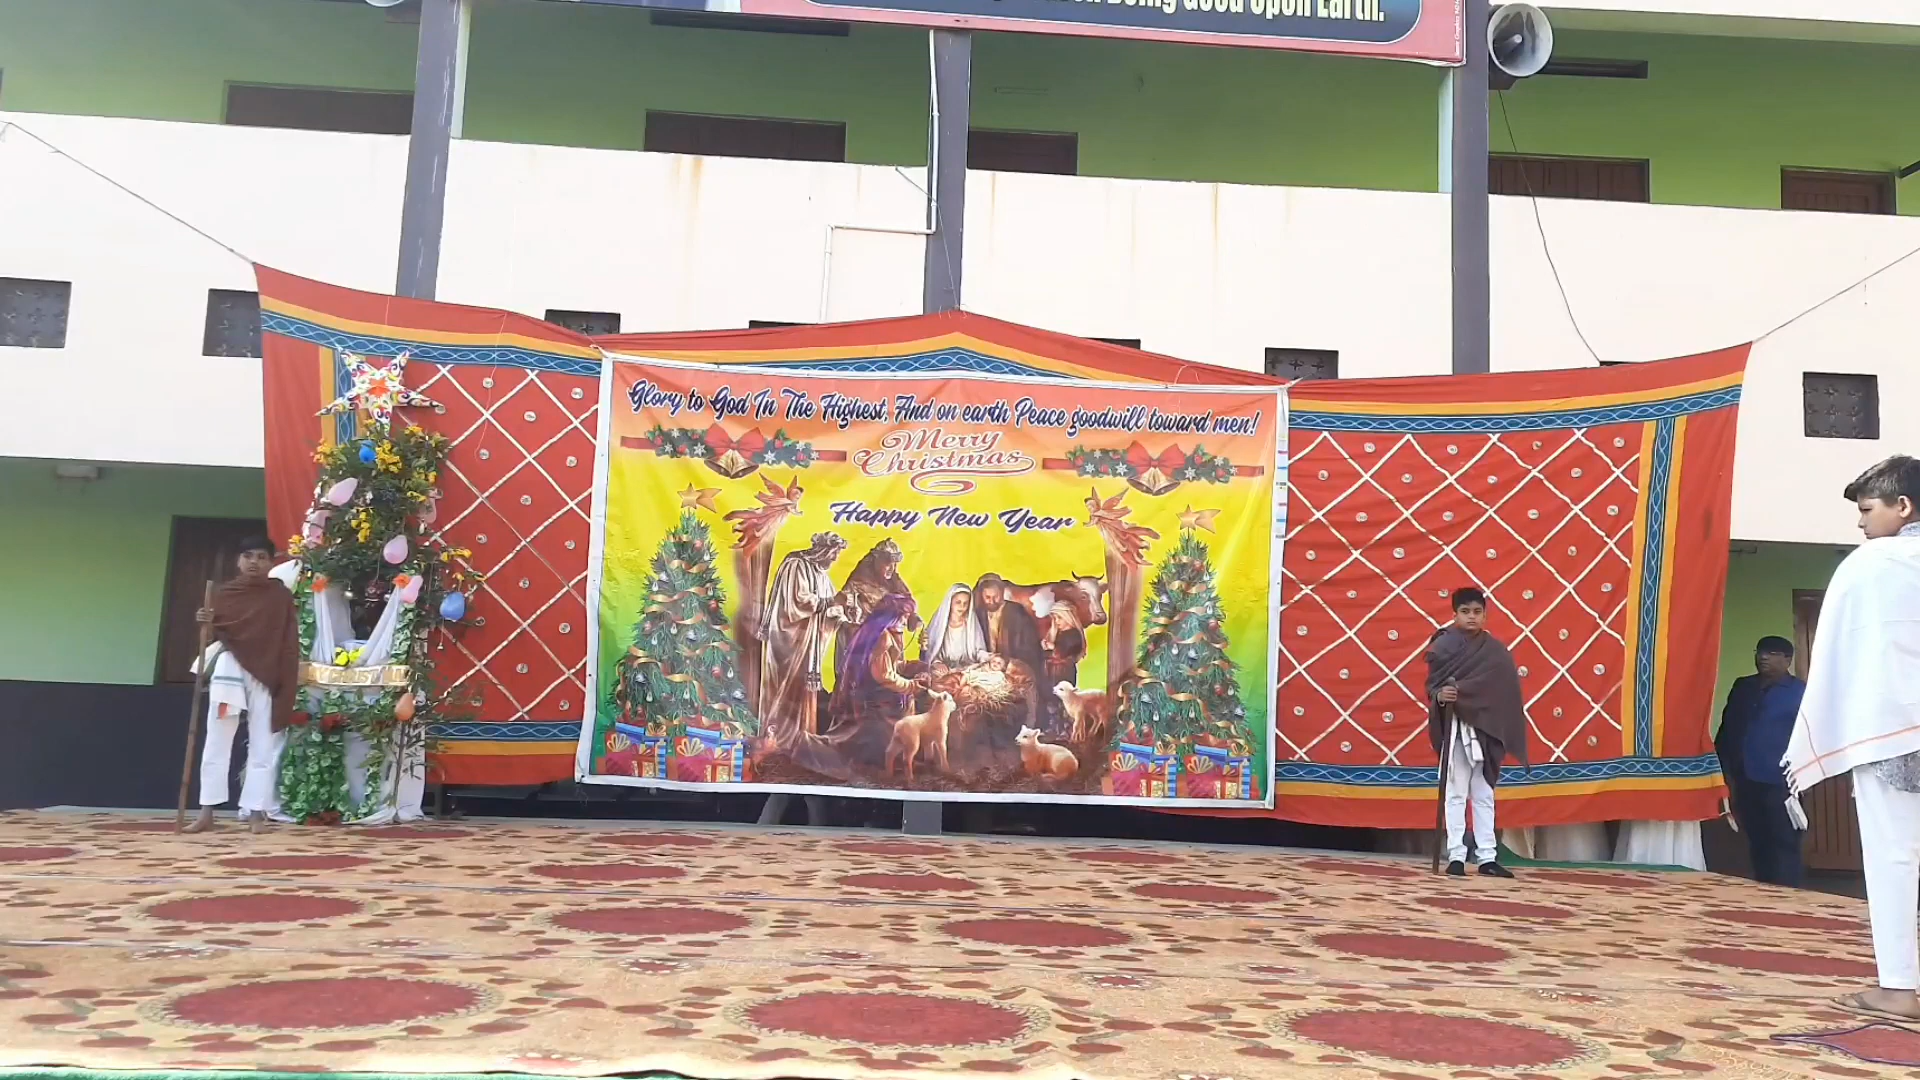 Being Good Upon Earth.
Glory to God In The Highest, And on earth Peace goodwill toward men!
Merry
Christmas
Happy New Year